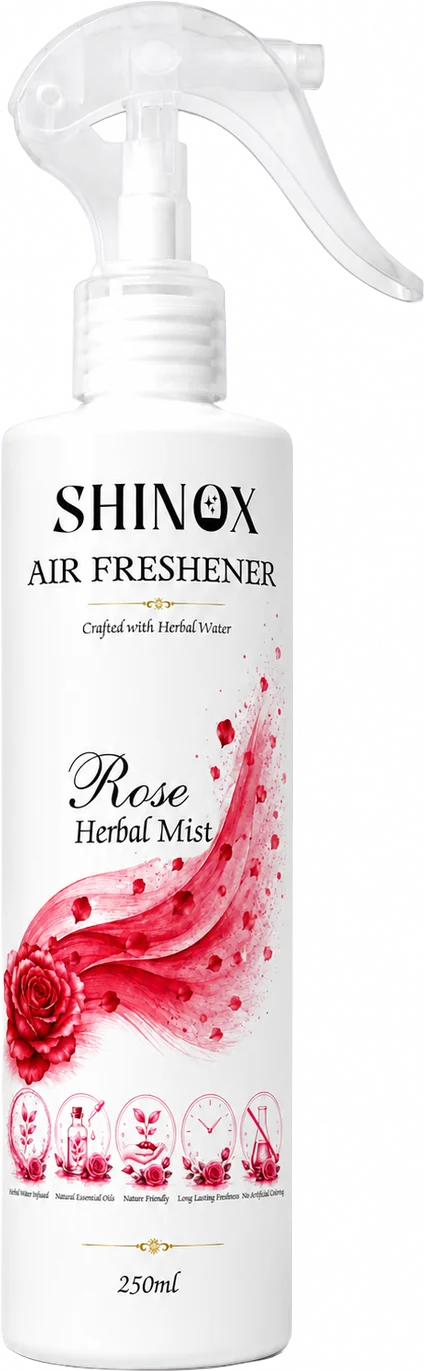 SHINOX
AIR FRESHENER
Crafted with Herbal Water
Rose
Herbal Mist
Herbal Water Infused
Natural Essential Oils
Nature Friendly
Long Lasting Freshness
No Artificial Coloring
250ml